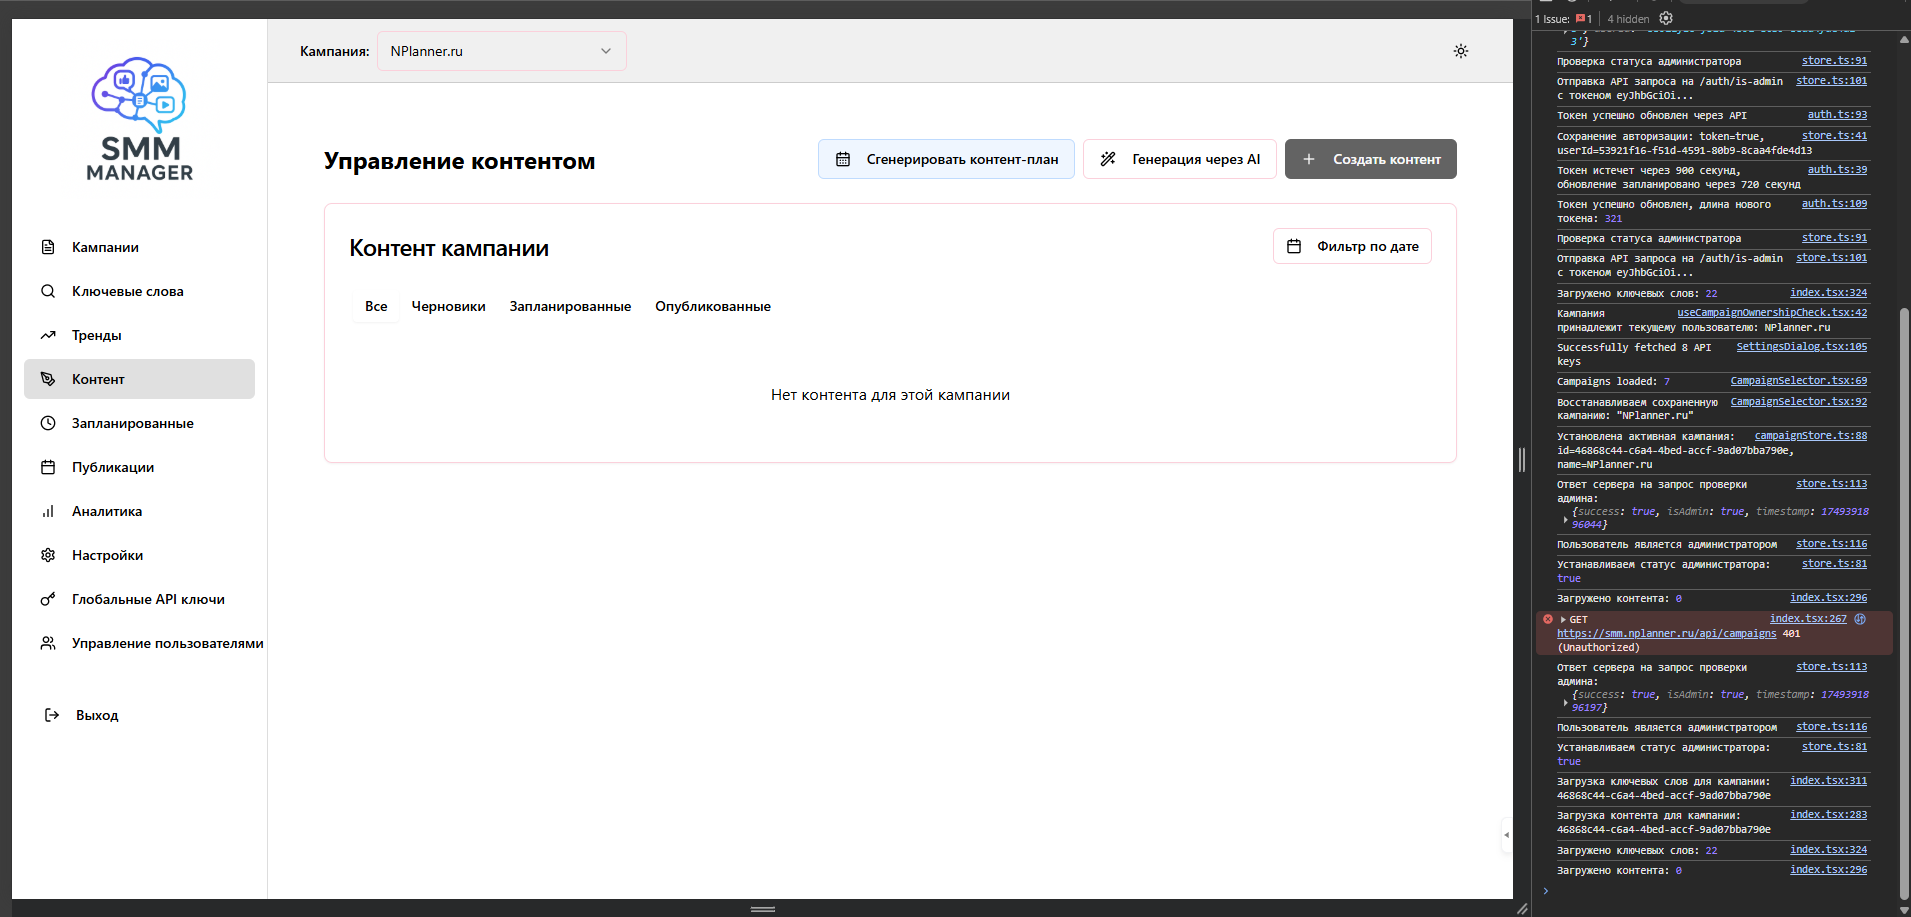 SMM
MANAGER
Кампании
Ключевые слова
Тренды
Контент
Запланированные
Публикации
Аналитика
Настройки
Глобальные API ключи
Управление пользователями
Выход
Кампания: NPlanner.ru
Управление контентом
Сгенерировать контент-план
Генерация через AI
Создать контент
Контент кампании
Фильтр по дате
Все Черновики Запланированные Опубликованные
Нет контента для этой кампании
1 Issue: 1 4 hidden
3'}
Проверка статуса администратора store.ts:91
Отправка API запроса на /auth/is-admin store.ts:101
с токеном eyJhbGciOi...
Токен успешно обновлен через API auth.ts:93
Сохранение авторизации: token=true, store.ts:41
userId=53921f16-f51d-4591-80b9-8caa4fde4d13
Токен истечет через 900 секунд, auth.ts:39
обновление запланировано через 720 секунд
Токен успешно обновлен, длина нового auth.ts:109
токена: 321
Проверка статуса администратора store.ts:91
Отправка API запроса на /auth/is-admin store.ts:101
с токеном eyJhbGciOi...
Загружено ключевых слов: 22 index.tsx:324
Кампания useCampaignOwnershipCheck.tsx:42
принадлежит текущему пользователю: NPlanner.ru
Successfully fetched 8 API SettingsDialog.tsx:105
keys
Campaigns loaded: 7 CampaignSelector.tsx:69
Восстанавливаем сохраненную CampaignSelector.tsx:92
кампанию: "NPlanner.ru"
Установлена активная кампания: campaignStore.ts:88
id=46868c44-c6a4-4bed-accf-9ad07bba790e,
name=NPlanner.ru
Ответ сервера на запрос проверки store.ts:113
админа:
{success: true, isAdmin: true, timestamp: 17493918
96044}
Пользователь является администратором store.ts:116
Устанавливаем статус администратора: store.ts:81
true
Загружено контента: 0 index.tsx:296
GET index.tsx:267
https://smm.nplanner.ru/api/campaigns 401
(Unauthorized)
Ответ сервера на запрос проверки store.ts:113
админа:
{success: true, isAdmin: true, timestamp: 17493918
96197}
Пользователь является администратором store.ts:116
Устанавливаем статус администратора: store.ts:81
true
Загрузка ключевых слов для кампании: index.tsx:311
46868c44-c6a4-4bed-accf-9ad07bba790e
Загрузка контента для кампании: index.tsx:283
46868c44-c6a4-4bed-accf-9ad07bba790e
Загружено ключевых слов: 22 index.tsx:324
Загружено контента: 0 index.tsx:296